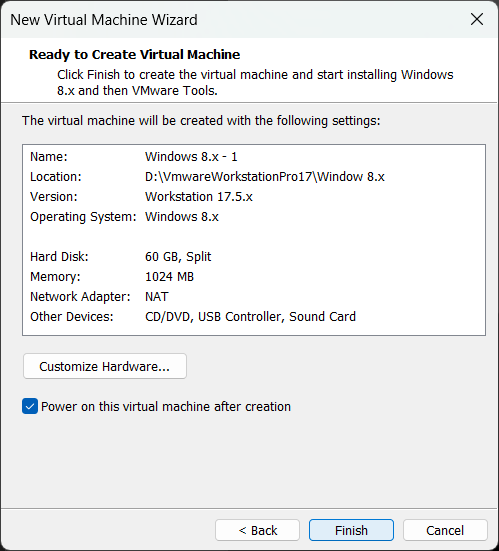 New Virtual Machine Wizard
Ready to Create Virtual Machine
Click Finish to create the virtual machine and start installing Windows
8.x and then VMware Tools.
The virtual machine will be created with the following settings:
Name: Windows 8.x - 1
Location: D:\VmwareWorkstationPro17\Window 8.x
Version: Workstation 17.5.x
Operating System: Windows 8.x
Hard Disk: 60 GB, Split
Memory: 1024 MB
Network Adapter: NAT
Other Devices: CD/DVD, USB Controller, Sound Card
Customize Hardware...
Power on this virtual machine after creation
< Back Finish Cancel